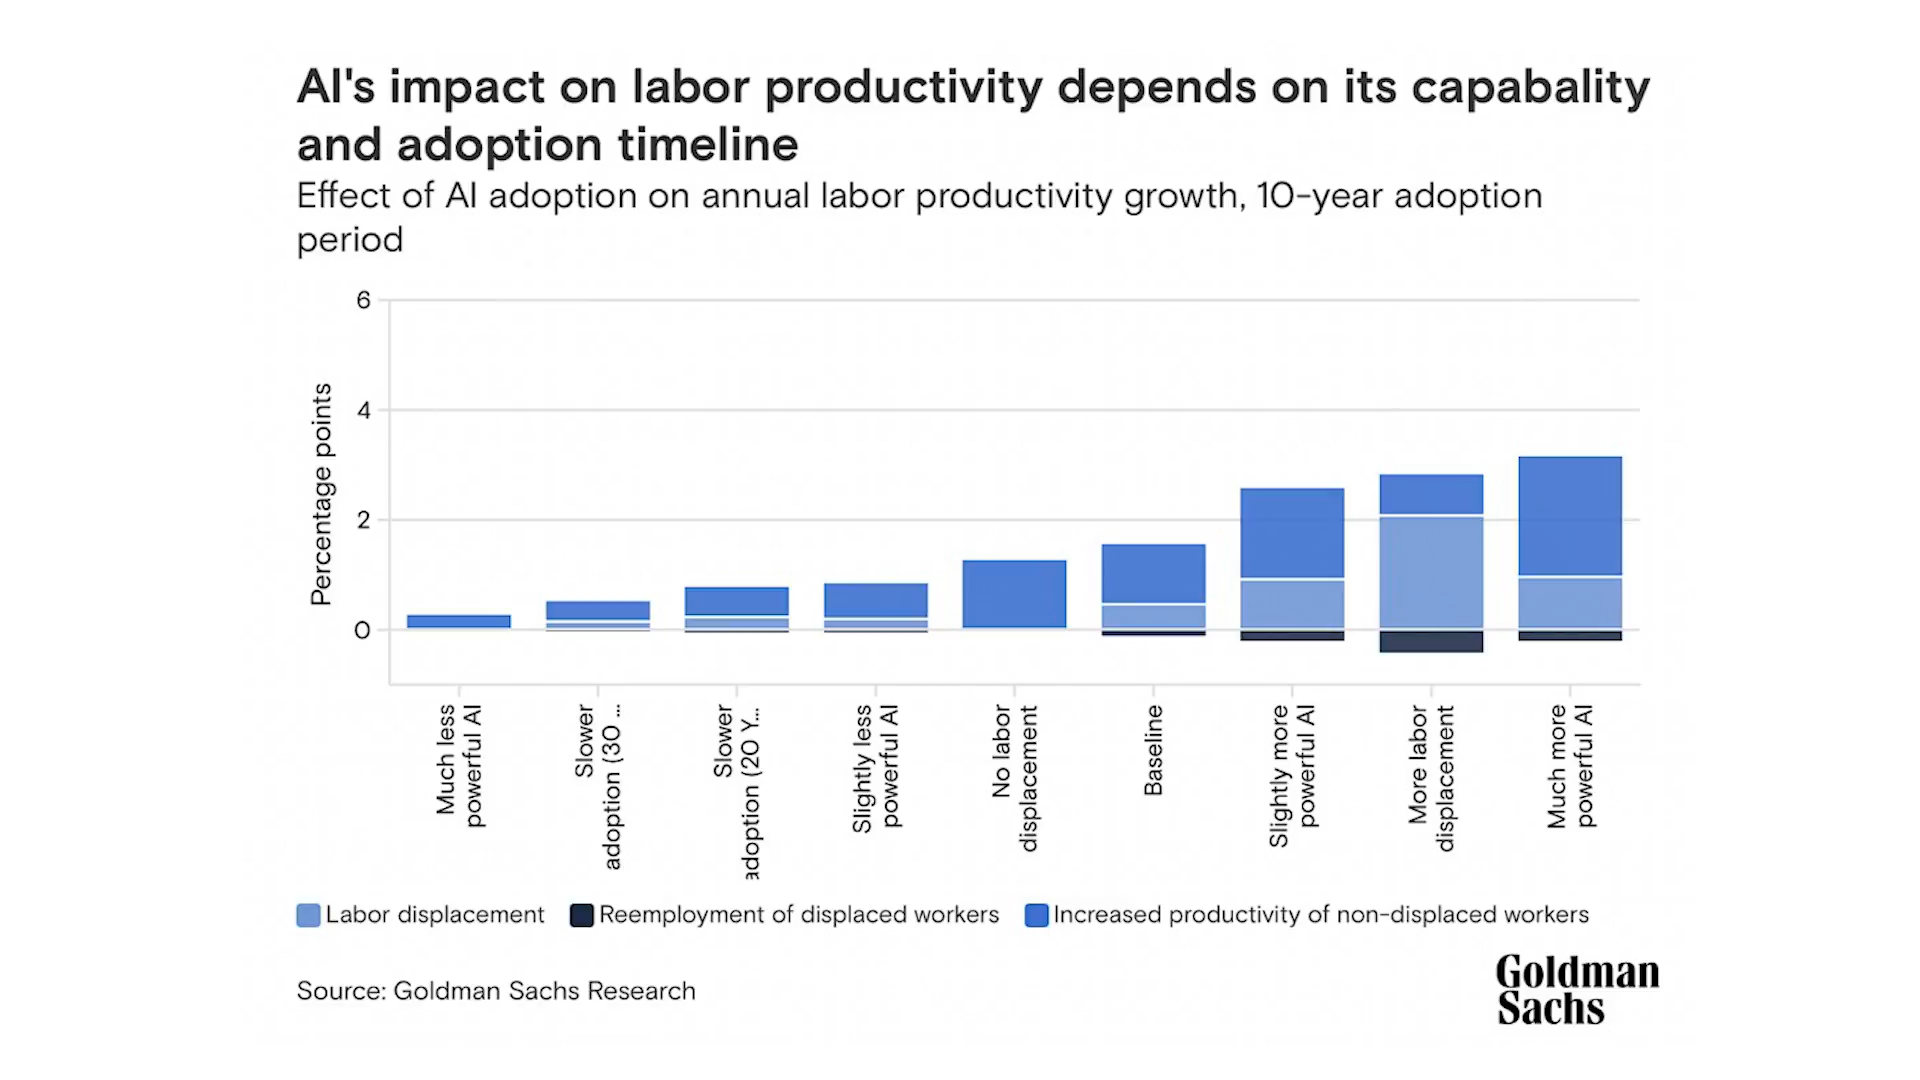 AI's impact on labor productivity depends on its capabality
and adoption timeline
Effect of AI adoption on annual labor productivity growth, 10-year adoption
period
Percentage points
6
4
2
0
Much less
powerful AI
Slower
adoption (30 ...
Slower
adoption (20 Y...
Slightly less
powerful AI
No labor
displacement
Baseline
Slightly more
powerful AI
More labor
displacement
Much more
powerful AI
Labor displacement
Reemployment of displaced workers
Increased productivity of non-displaced workers
Source: Goldman Sachs Research
Goldman
Sachs